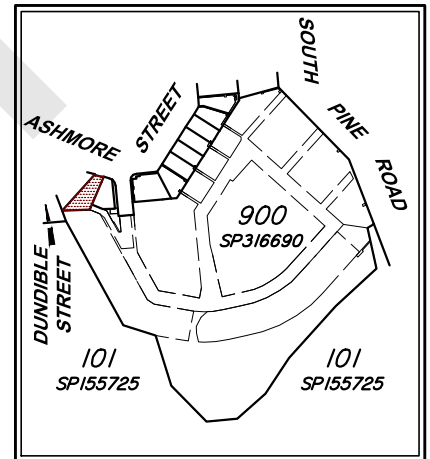 SOUTH
PINE
ROAD
ASHMORE
STREET
900
SP316690
DUNDIBLE
STREET
101
SP155725
101
SP155725